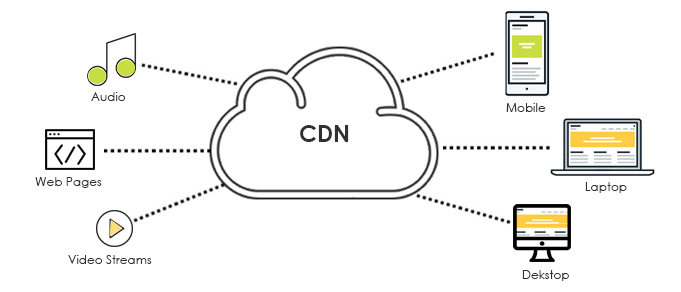 Audio
Web Pages
Video Streams
CDN
Mobile
Laptop
Dekstop